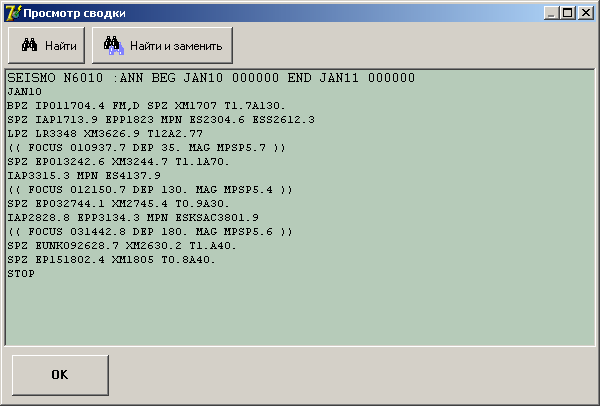 Просмотр сводки
Найти
Найти и заменить
SEISMO N6010 :ANN BEG JAN10 000000 END JAN11 000000
JAN10
BPZ IP011704.4 FM,D SPZ XM1707 T1.7A130.
SPZ IAP1713.9 EPP1823 MPN ES2304.6 ESS2612.3
LPZ LR3348 XM3626.9 T12A2.77
(( FOCUS 010937.7 DEP 35. MAG MPSP5.7 ))
SPZ EP013242.6 XM3244.7 T1.1A70.
IAP3315.3 MPN ES4137.9
(( FOCUS 012150.7 DEP 130. MAG MPSP5.4 ))
SPZ EP032744.1 XM2745.4 T0.9A30.
IAP2828.8 EPP3134.3 MPN ESKSAC3801.9
(( FOCUS 031442.8 DEP 180. MAG MPSP5.6 ))
SPZ EUNK092628.7 XM2630.2 T1.A40.
SPZ EP151802.4 XM1805 T0.8A40.
STOP
OK